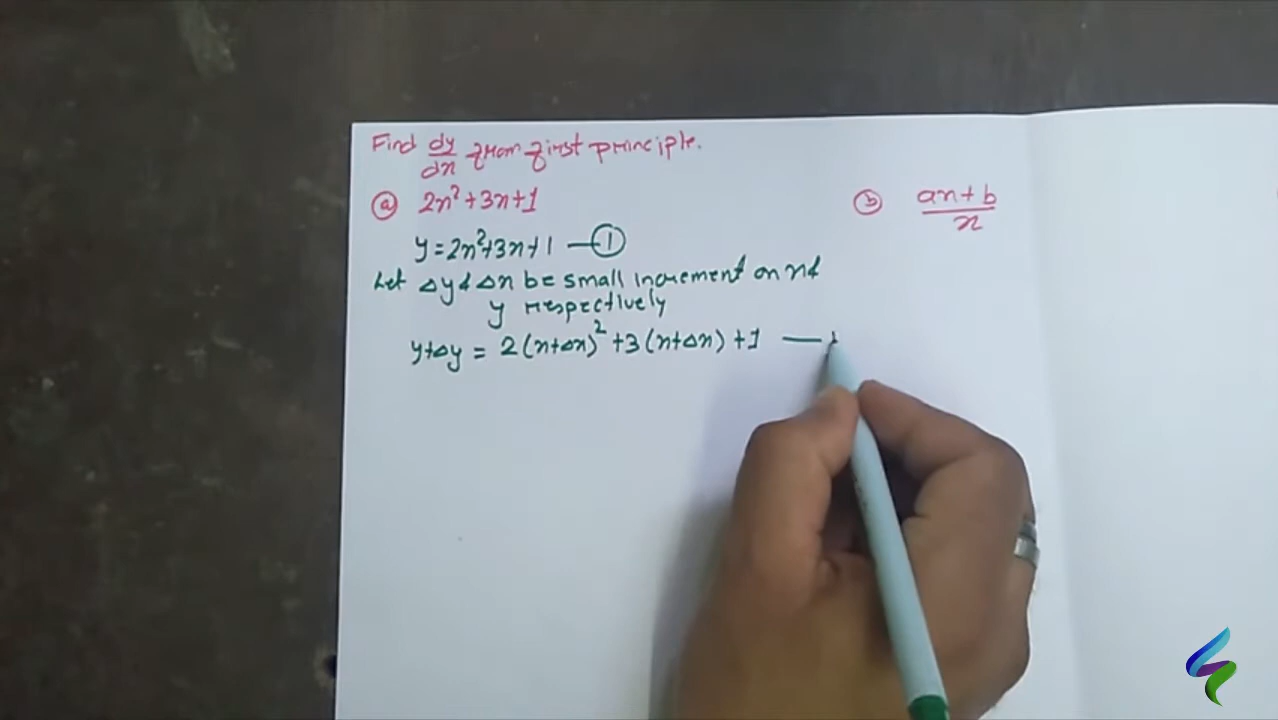 Find dy/dx from first principle.
(a) 2x²+3x+1
(b) ax+b/x
y=2x²+3x+1 —(1)
Let Δy & Δx be small increment on x &
y respectively
y+Δy = 2(x+Δx)²+3(x+Δx)+1 —